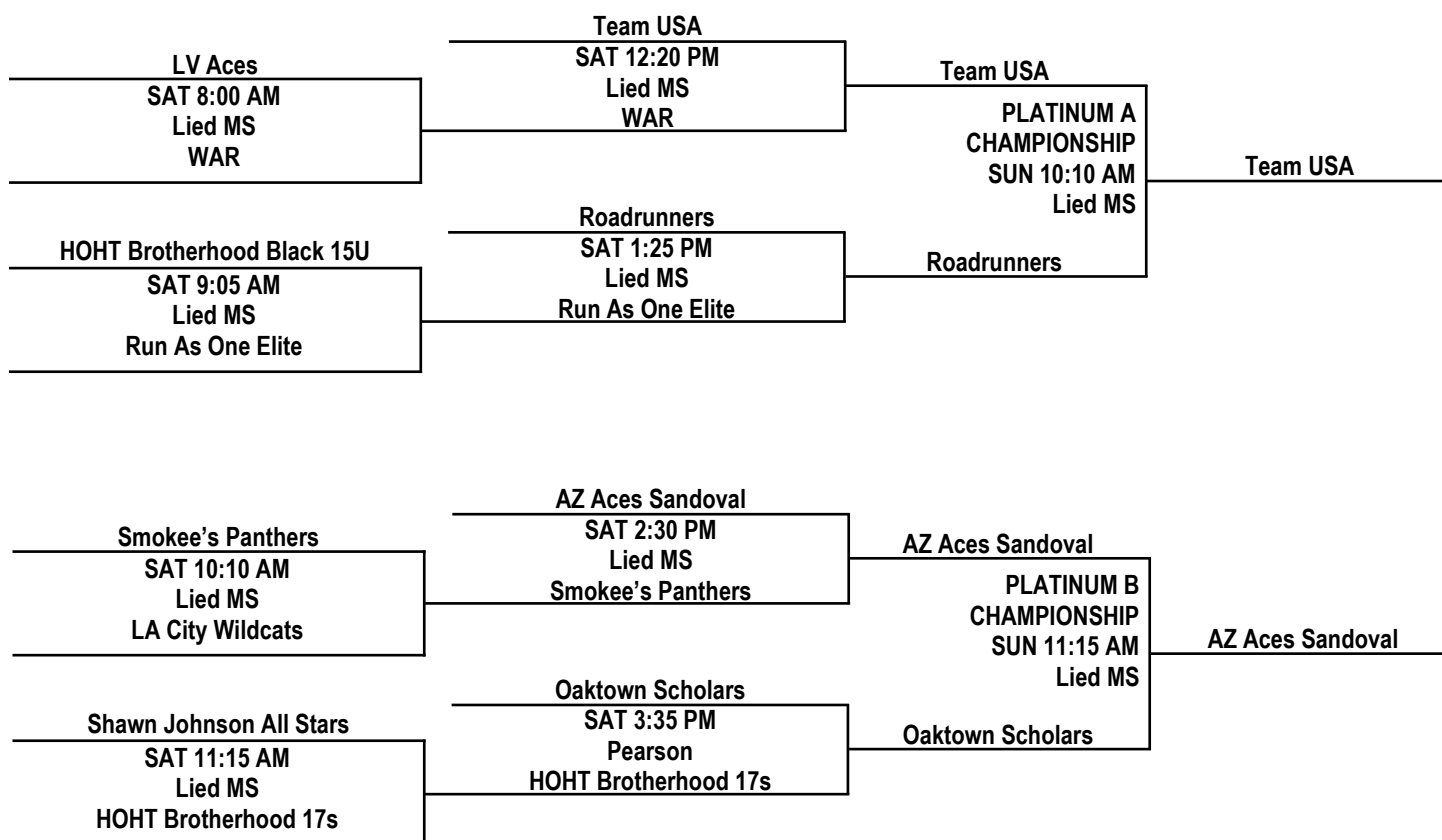 LV Aces
SAT 8:00 AM
Lied MS
WAR
HOHT Brotherhood Black 15U
SAT 9:05 AM
Lied MS
Run As One Elite
Team USA
SAT 12:20 PM
Lied MS
WAR
Roadrunners
SAT 1:25 PM
Lied MS
Run As One Elite
Team USA
PLATINUM A
CHAMPIONSHIP
SUN 10:10 AM
Lied MS
Roadrunners
Team USA
Smokee’s Panthers
SAT 10:10 AM
Lied MS
LA City Wildcats
Shawn Johnson All Stars
SAT 11:15 AM
Lied MS
HOHT Brotherhood 17s
AZ Aces Sandoval
SAT 2:30 PM
Lied MS
Smokee’s Panthers
Oaktown Scholars
SAT 3:35 PM
Pearson
HOHT Brotherhood 17s
AZ Aces Sandoval
PLATINUM B
CHAMPIONSHIP
SUN 11:15 AM
Lied MS
Oaktown Scholars
AZ Aces Sandoval